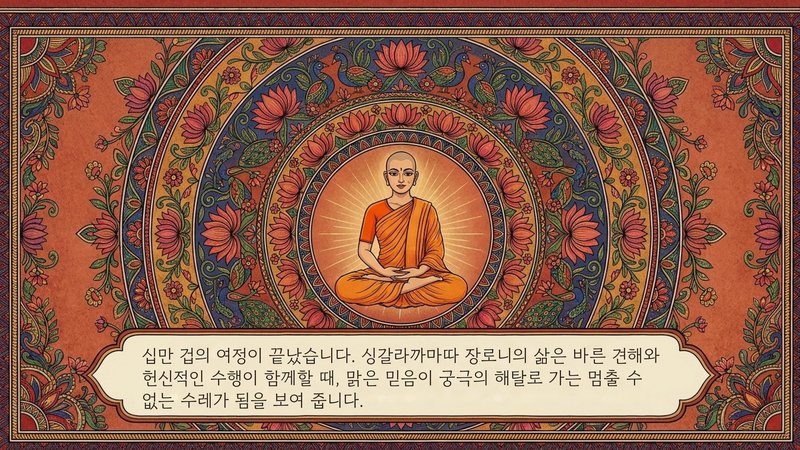 십만 겁의 여정이 끝났습니다. 싱갈라까마따 장로니의 삶은 바른 견해와
헌신적인 수행이 함께할 때, 맑은 믿음이 궁극의 해탈로 가는 멈출 수
없는 수레가 됨을 보여 줍니다.